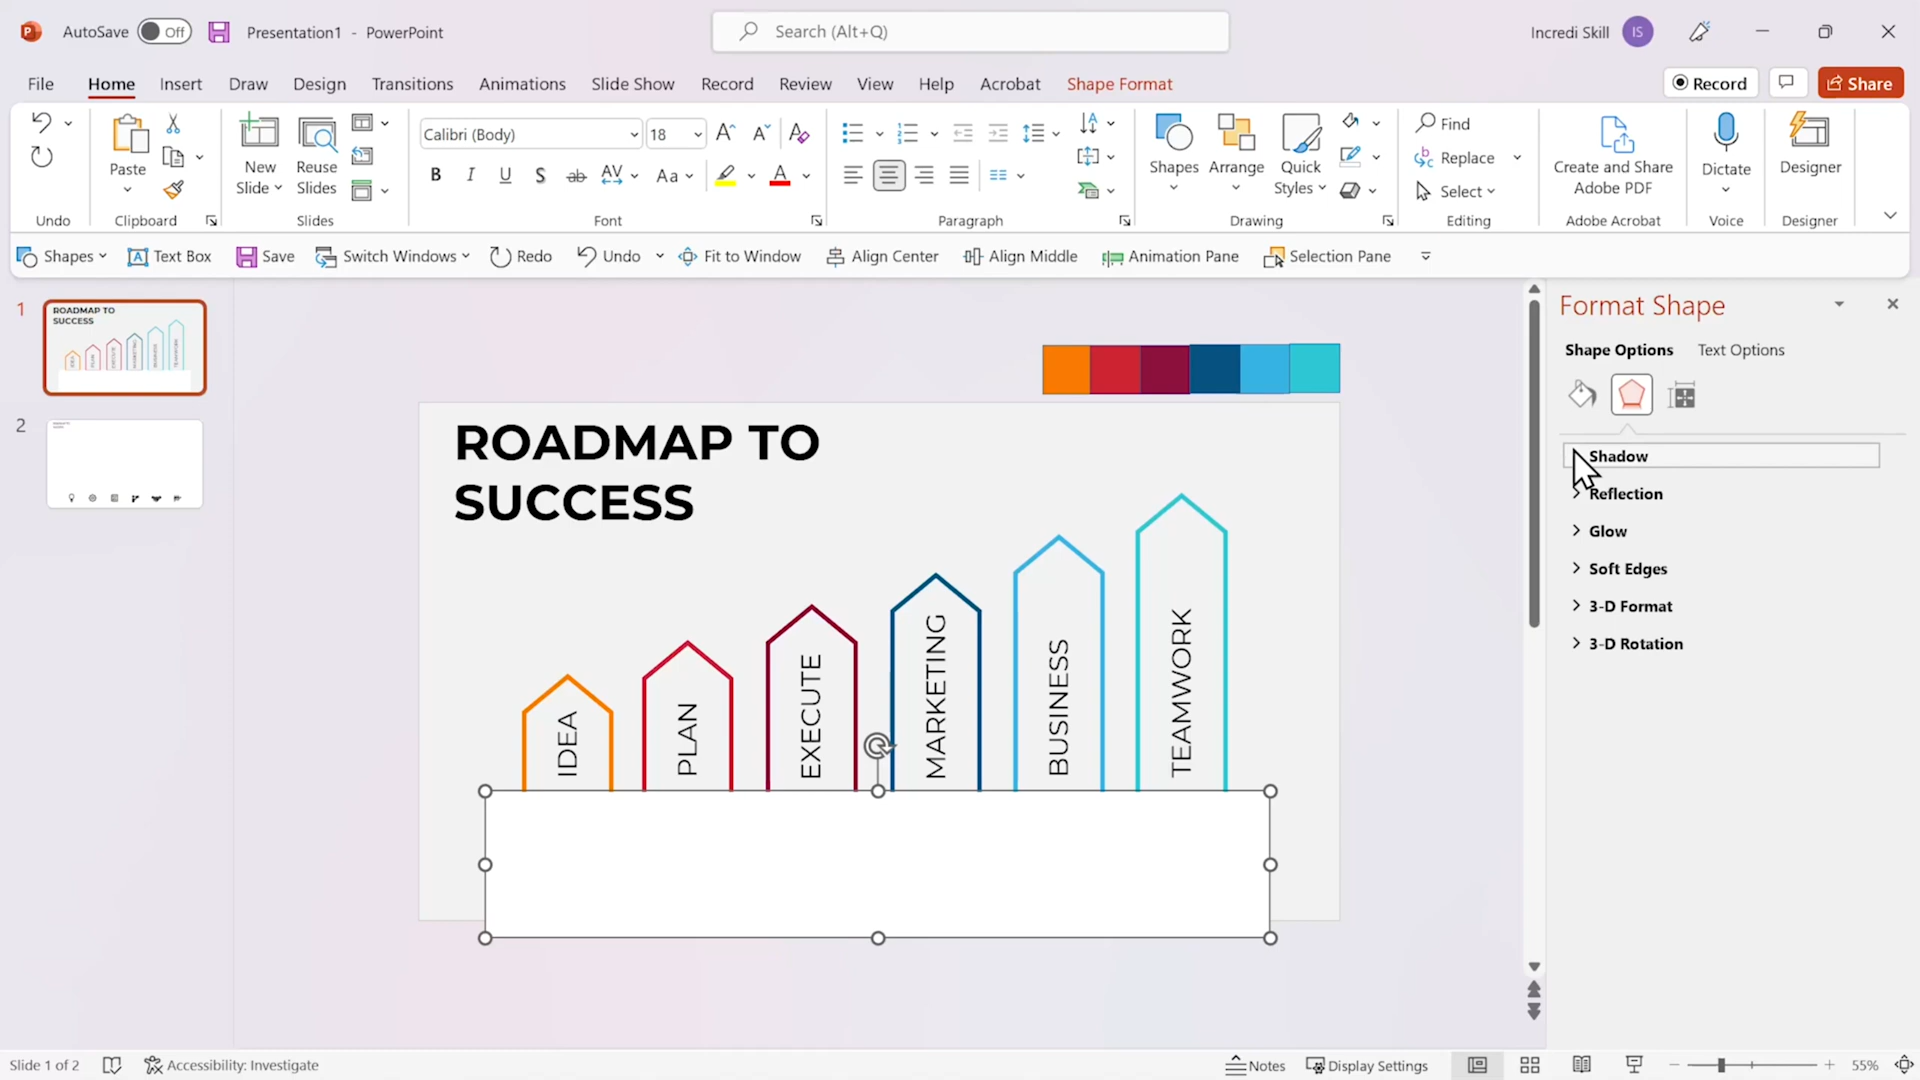 AutoSave Off Presentation1 - PowerPoint Search (Alt+Q) Incredi Skill IS
File Home Insert Draw Design Transitions Animations Slide Show Record Review View Help Acrobat Shape Format Record Share
Paste New Slide Reuse Slides Calibri (Body) 18 Shapes Arrange Quick Styles Find Replace Select Create and Share Adobe PDF Dictate Designer
B I U S ab AV Aa A
Undo Clipboard Slides Font Paragraph Drawing Editing Adobe Acrobat Voice Designer
Shapes Text Box Save Switch Windows Redo Undo Fit to Window Align Center Align Middle Animation Pane Selection Pane
1
ROADMAP TO
SUCCESS
IDEA PLAN EXECUTE MARKETING BUSINESS TEAMWORK
2
ROADMAP TO
SUCCESS
IDEA
PLAN
EXECUTE
MARKETING
BUSINESS
TEAMWORK
Format Shape
Shape Options Text Options
Shadow
Reflection
Glow
Soft Edges
3-D Format
3-D Rotation
Slide 1 of 2 Accessibility: Investigate Notes Display Settings 55%